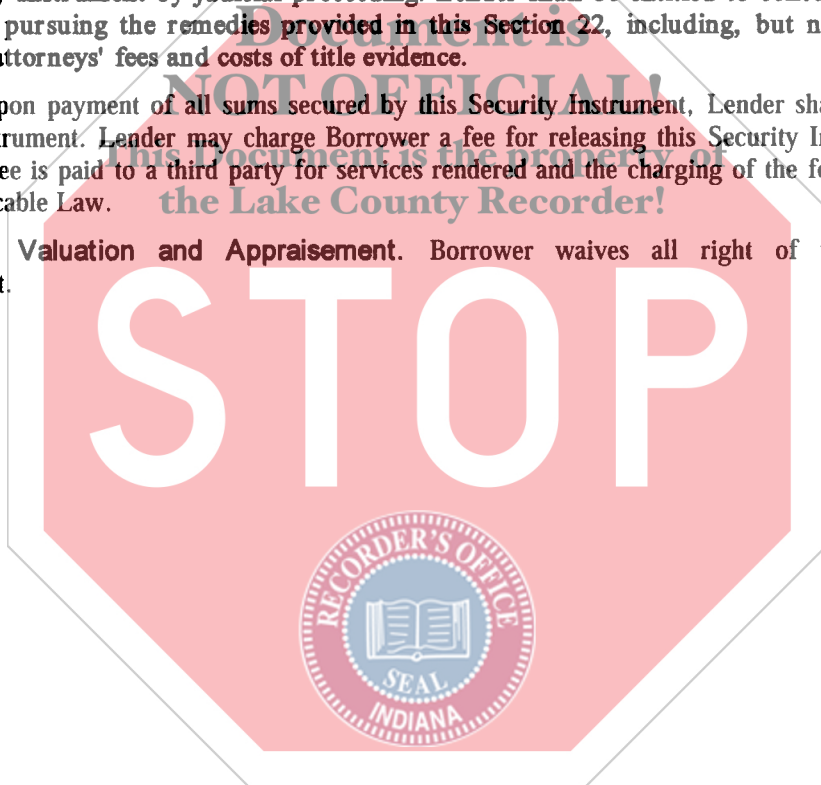 Document is
pursuing the remedies provided in this Section 22, including, but n
ttorneys' fees and costs of title evidence.
NOT OFFICIAL!
pon payment of all sums secured by this Security Instrument, Lender sha
trument. Lender may charge Borrower a fee for releasing this Security I
This Document is the property of
ee is paid to a third party for services rendered and the charging of the f
cable Law.
the Lake County Recorder!
Valuation and Appraisement. Borrower waives all right of
t.
STOP
RECORDER'S OFFICE
SEAL
INDIANA